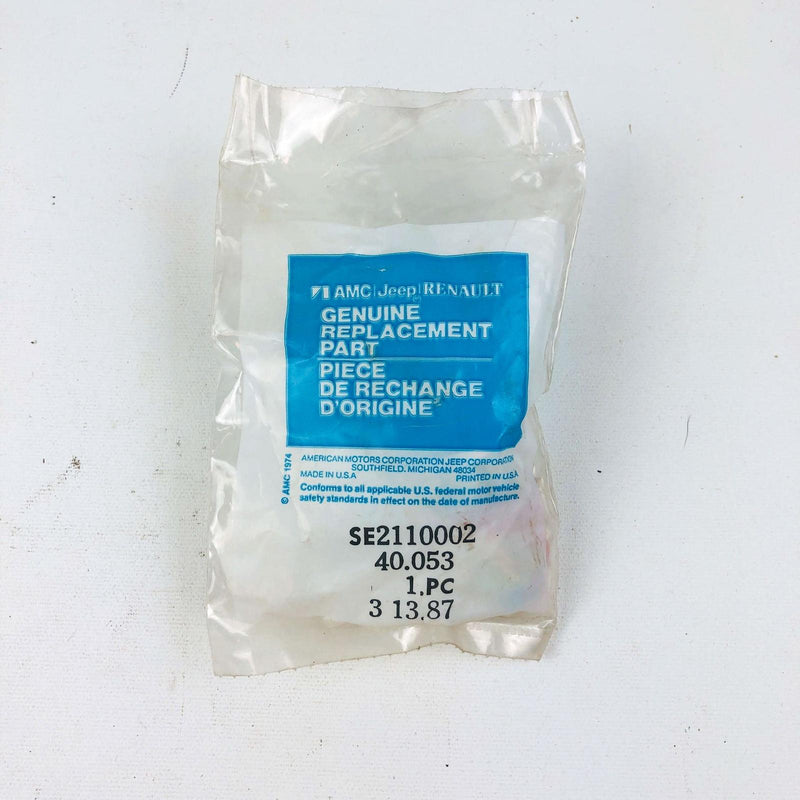 AMC|Jeep|RENAULT
GENUINE
REPLACEMENT
PART
PIECE
DE RECHANGE
D'ORIGINE
© AMC 1974
AMERICAN MOTORS CORPORATION JEEP CORPORATION
SOUTHFIELD, MICHIGAN 48034
MADE IN U.S.A PRINTED IN U.S.A
Conforms to all applicable U.S. federal motor vehicle
safety standards in effect on the date of manufacture.
SE2110002
40.053
1.PC
3 13.87